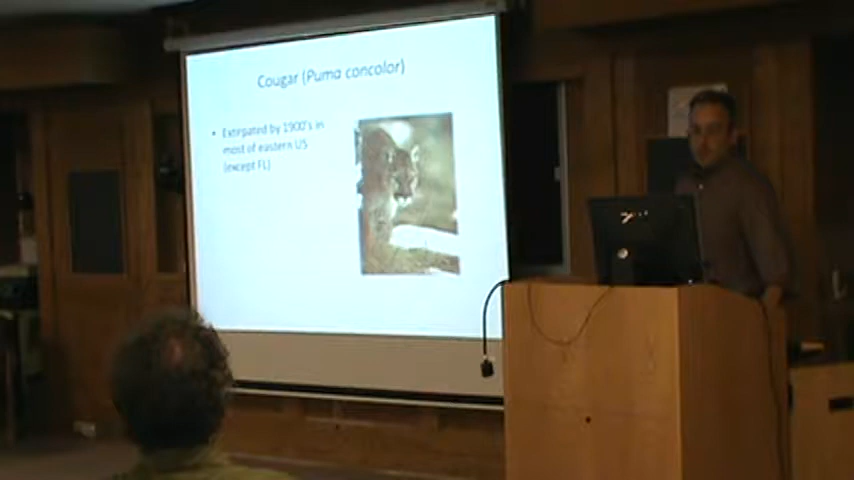 Cougar (Puma concolor)
• Extirpated by 1900's in
most of eastern US
(except FL)